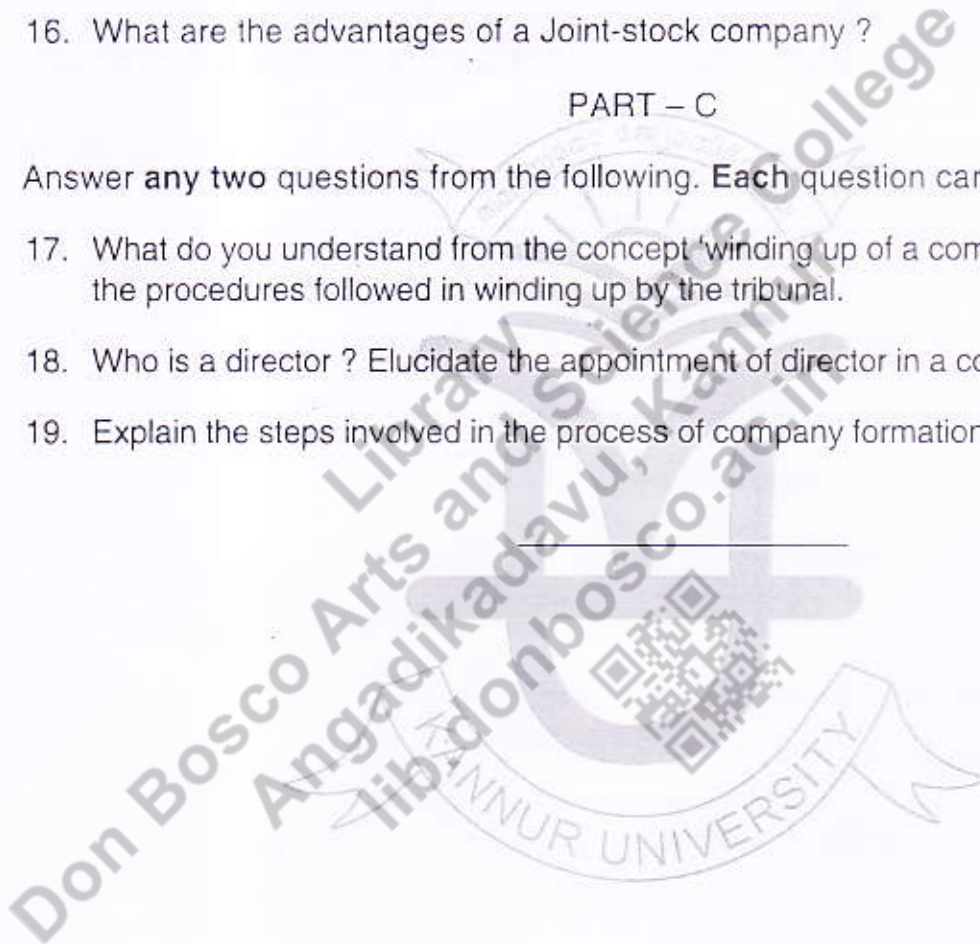 16. What are the advantages of a Joint-stock company ?
PART – C
Answer any two questions from the following. Each question car
17. What do you understand from the concept 'winding up of a com
the procedures followed in winding up by the tribunal.
18. Who is a director ? Elucidate the appointment of director in a co
19. Explain the steps involved in the process of company formation
Library
Don Bosco Arts and Science College
Angadikadavu, Kannur
lib.donbosco.ac.in
KANNUR UNIVERSITY